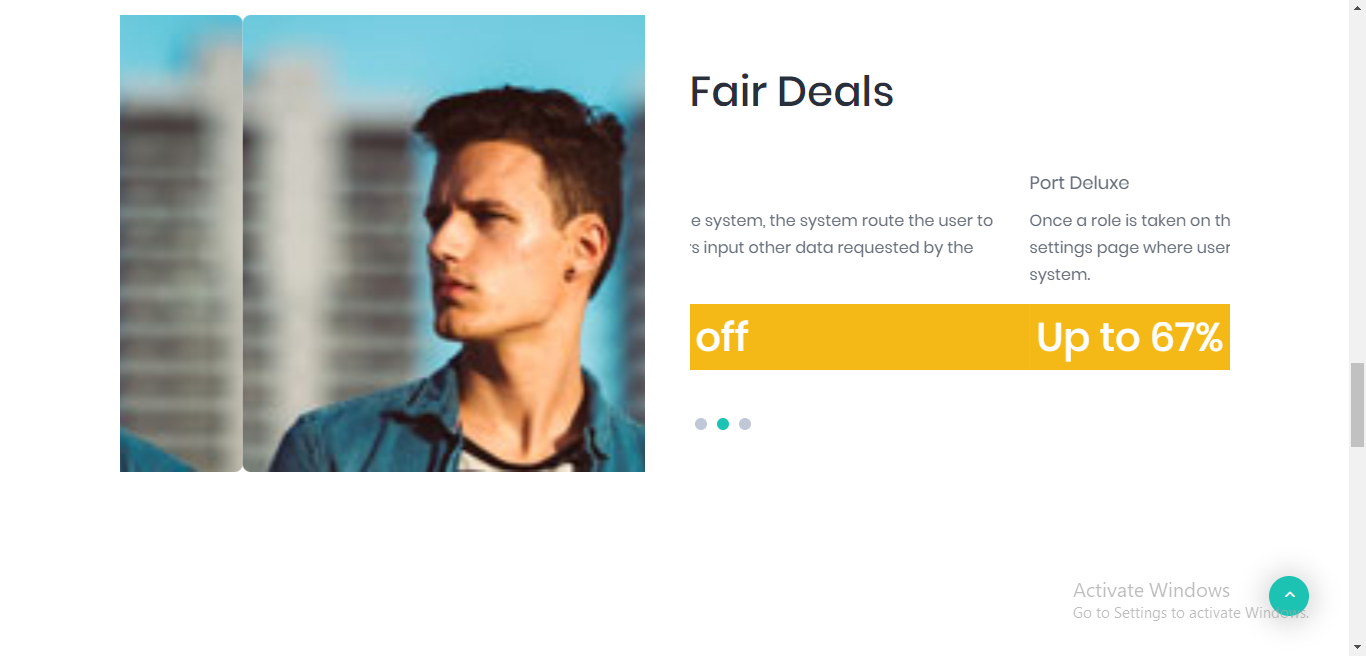 Fair Deals
Port Deluxe
e system, the system route the user to
s input other data requested by the
Once a role is taken on th
settings page where user
system.
off
Up to 67%
Activate Windows
Go to Settings to activate Windows.